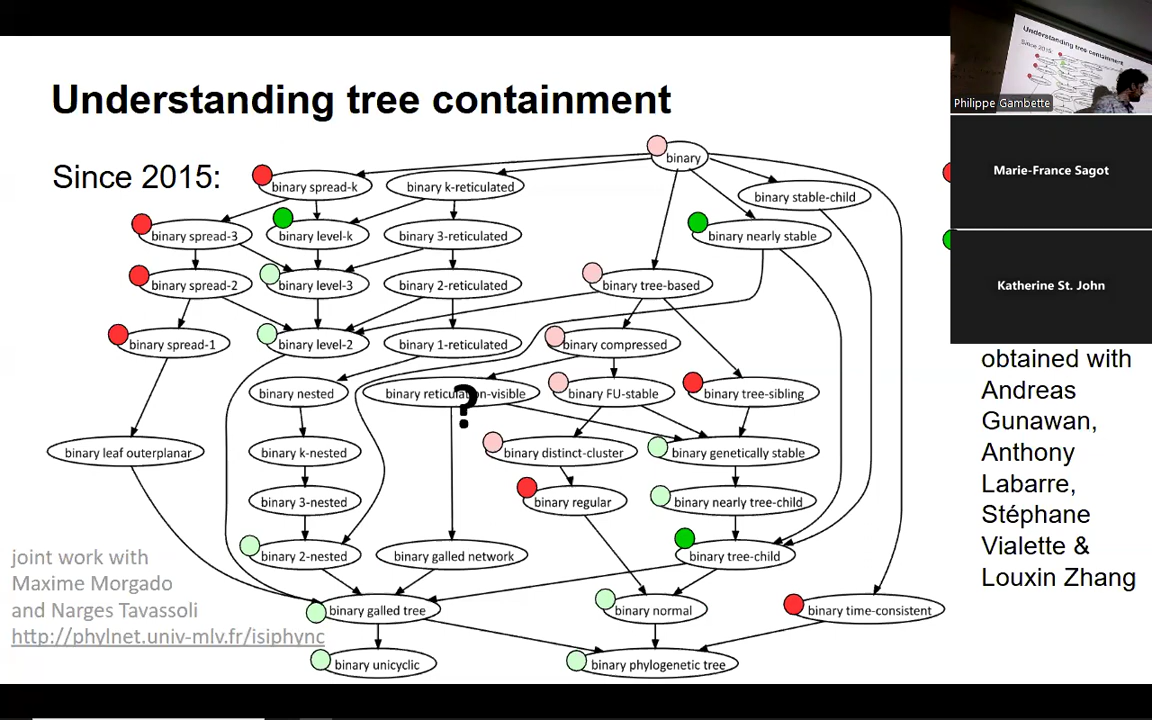 Understanding tree containment
Since 2015:
binary
binary spread-k
binary k-reticulated
binary stable-child
binary spread-3
binary level-k
binary 3-reticulated
binary nearly stable
binary spread-2
binary level-3
binary 2-reticulated
binary tree-based
binary spread-1
binary level-2
binary 1-reticulated
binary compressed
binary nested
binary reticulation-visible
?
binary FU-stable
binary tree-sibling
binary leaf outerplanar
binary k-nested
binary distinct-cluster
binary genetically stable
binary 3-nested
binary regular
binary nearly tree-child
binary 2-nested
binary galled network
binary tree-child
binary galled tree
binary normal
binary time-consistent
binary unicyclic
binary phylogenetic tree
joint work with
Maxime Morgado
and Narges Tavassoli
http://phylnet.univ-mlv.fr/isiphync
obtained with
Andreas
Gunawan,
Anthony
Labarre,
Stéphane
Vialette &
Louxin Zhang
Understanding tree containment
Since 2015:
Philippe Gambette
Marie-France Sagot
Katherine St. John